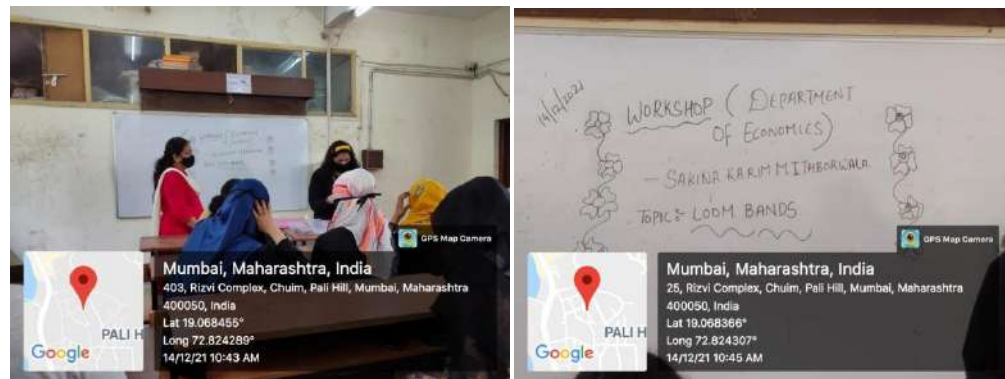 GPS Map Camera
Mumbai, Maharashtra, India
403, Rizvi Complex, Chuim, Pali Hill, Mumbai, Maharashtra
400050, India
Lat 19.068455°
Long 72.824289°
14/12/21 10:43 AM
PALI H
Google
14/12/2021
WORKSHOP (DEPARTMENT
OF ECONOMICS)
- SAKINA KARIM MITHBORWALA
TOPIC:- LOOM BANDS
GPS Map Camera
Mumbai, Maharashtra, India
25, Rizvi Complex, Chuim, Pali Hill, Mumbai, Maharashtra
400050, India
Lat 19.068366°
Long 72.824307°
14/12/21 10:45 AM
PALI H
Google